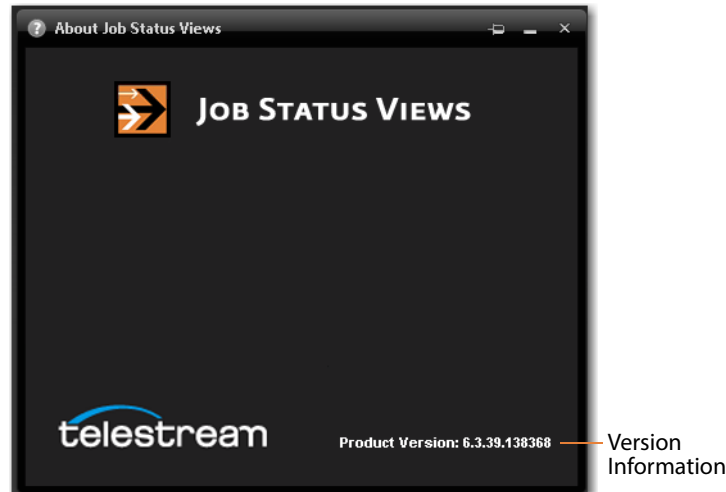 About Job Status Views
JOB STATUS VIEWS
telestream
Product Version: 6.3.39.138368
Version
Information